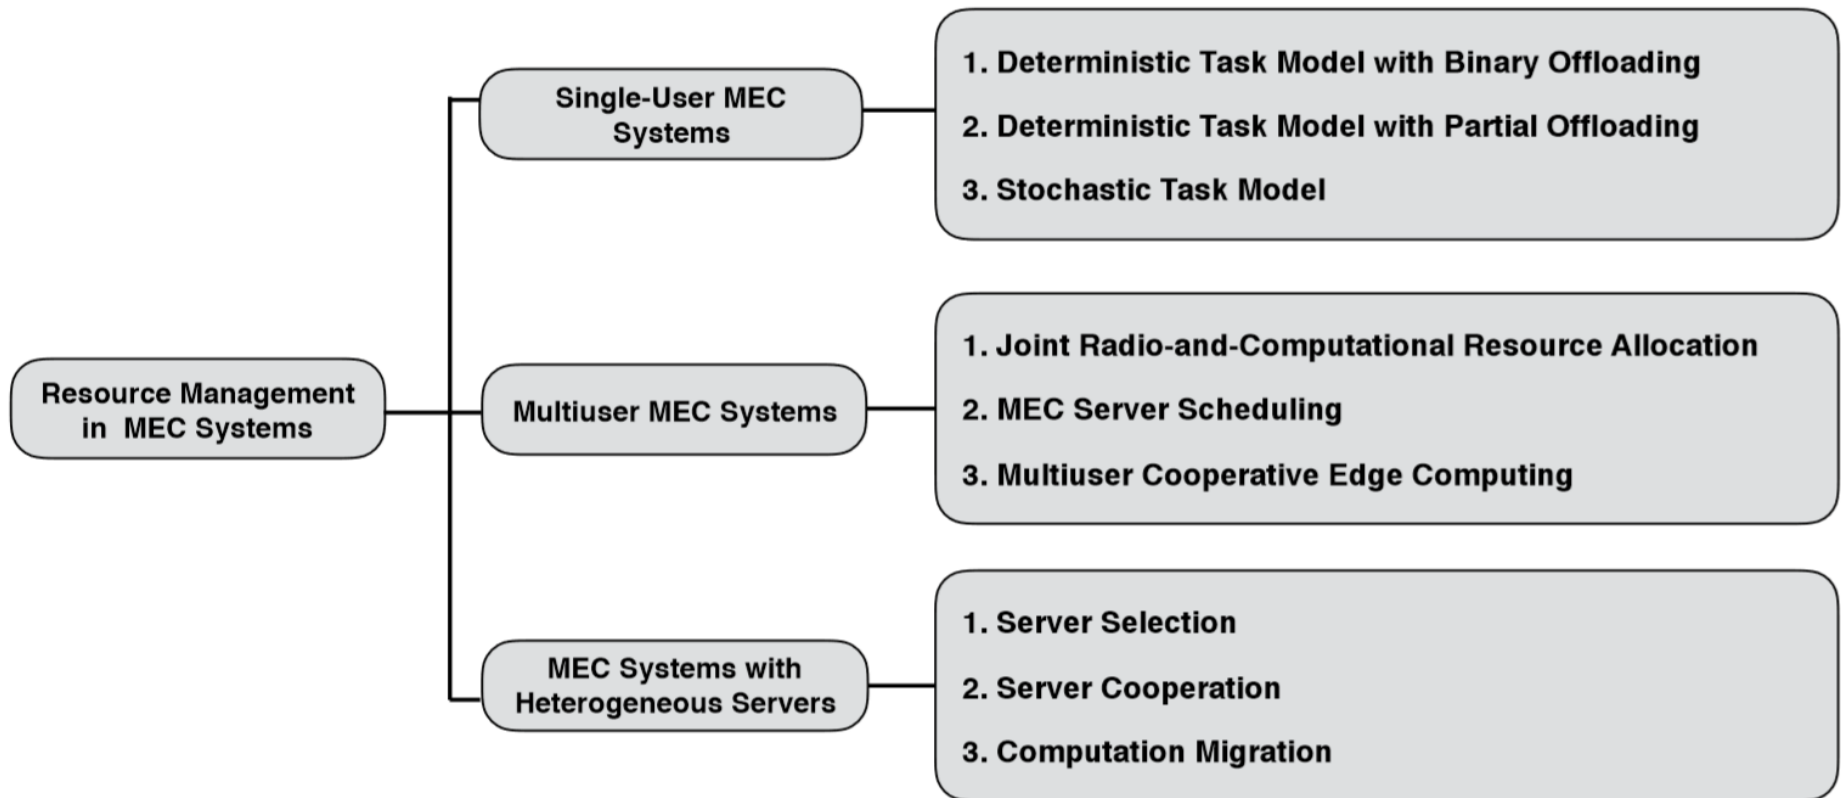 Resource Management
in MEC Systems
Single-User MEC
Systems
1. Deterministic Task Model with Binary Offloading
2. Deterministic Task Model with Partial Offloading
3. Stochastic Task Model
Multiuser MEC Systems
1. Joint Radio-and-Computational Resource Allocation
2. MEC Server Scheduling
3. Multiuser Cooperative Edge Computing
MEC Systems with
Heterogeneous Servers
1. Server Selection
2. Server Cooperation
3. Computation Migration